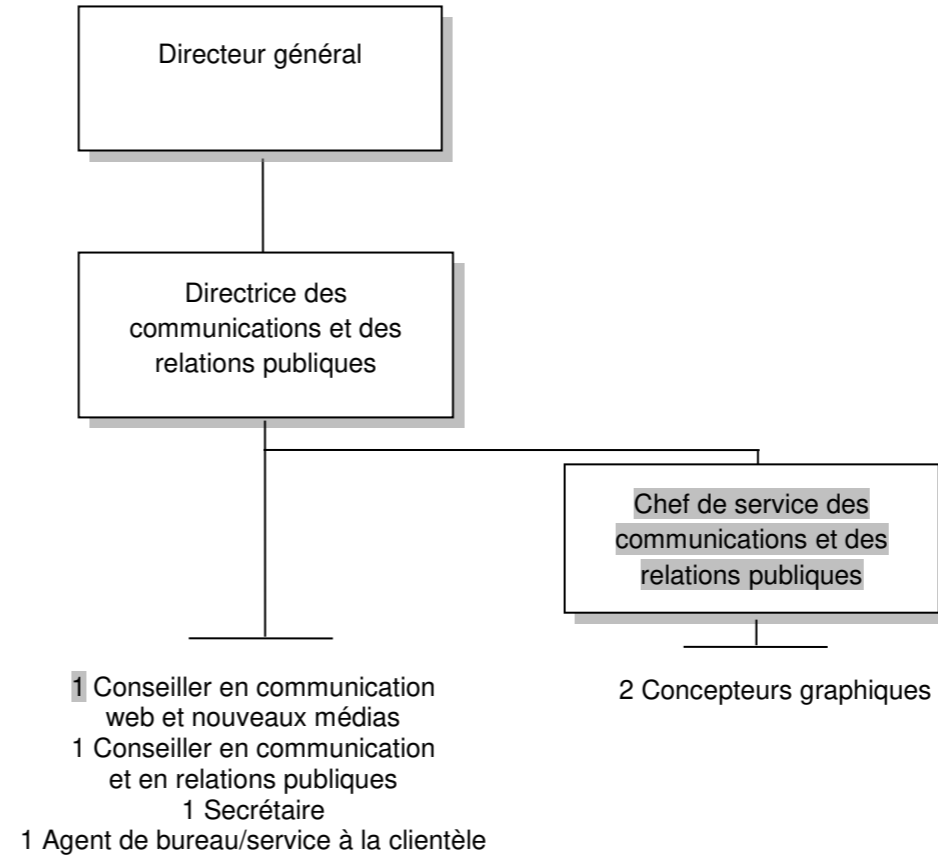 Directeur général
Directrice des
communications et des
relations publiques
Chef de service des
communications et des
relations publiques
1 Conseiller en communication
web et nouveaux médias
1 Conseiller en communication
et en relations publiques
1 Secrétaire
1 Agent de bureau/service à la clientèle
2 Concepteurs graphiques